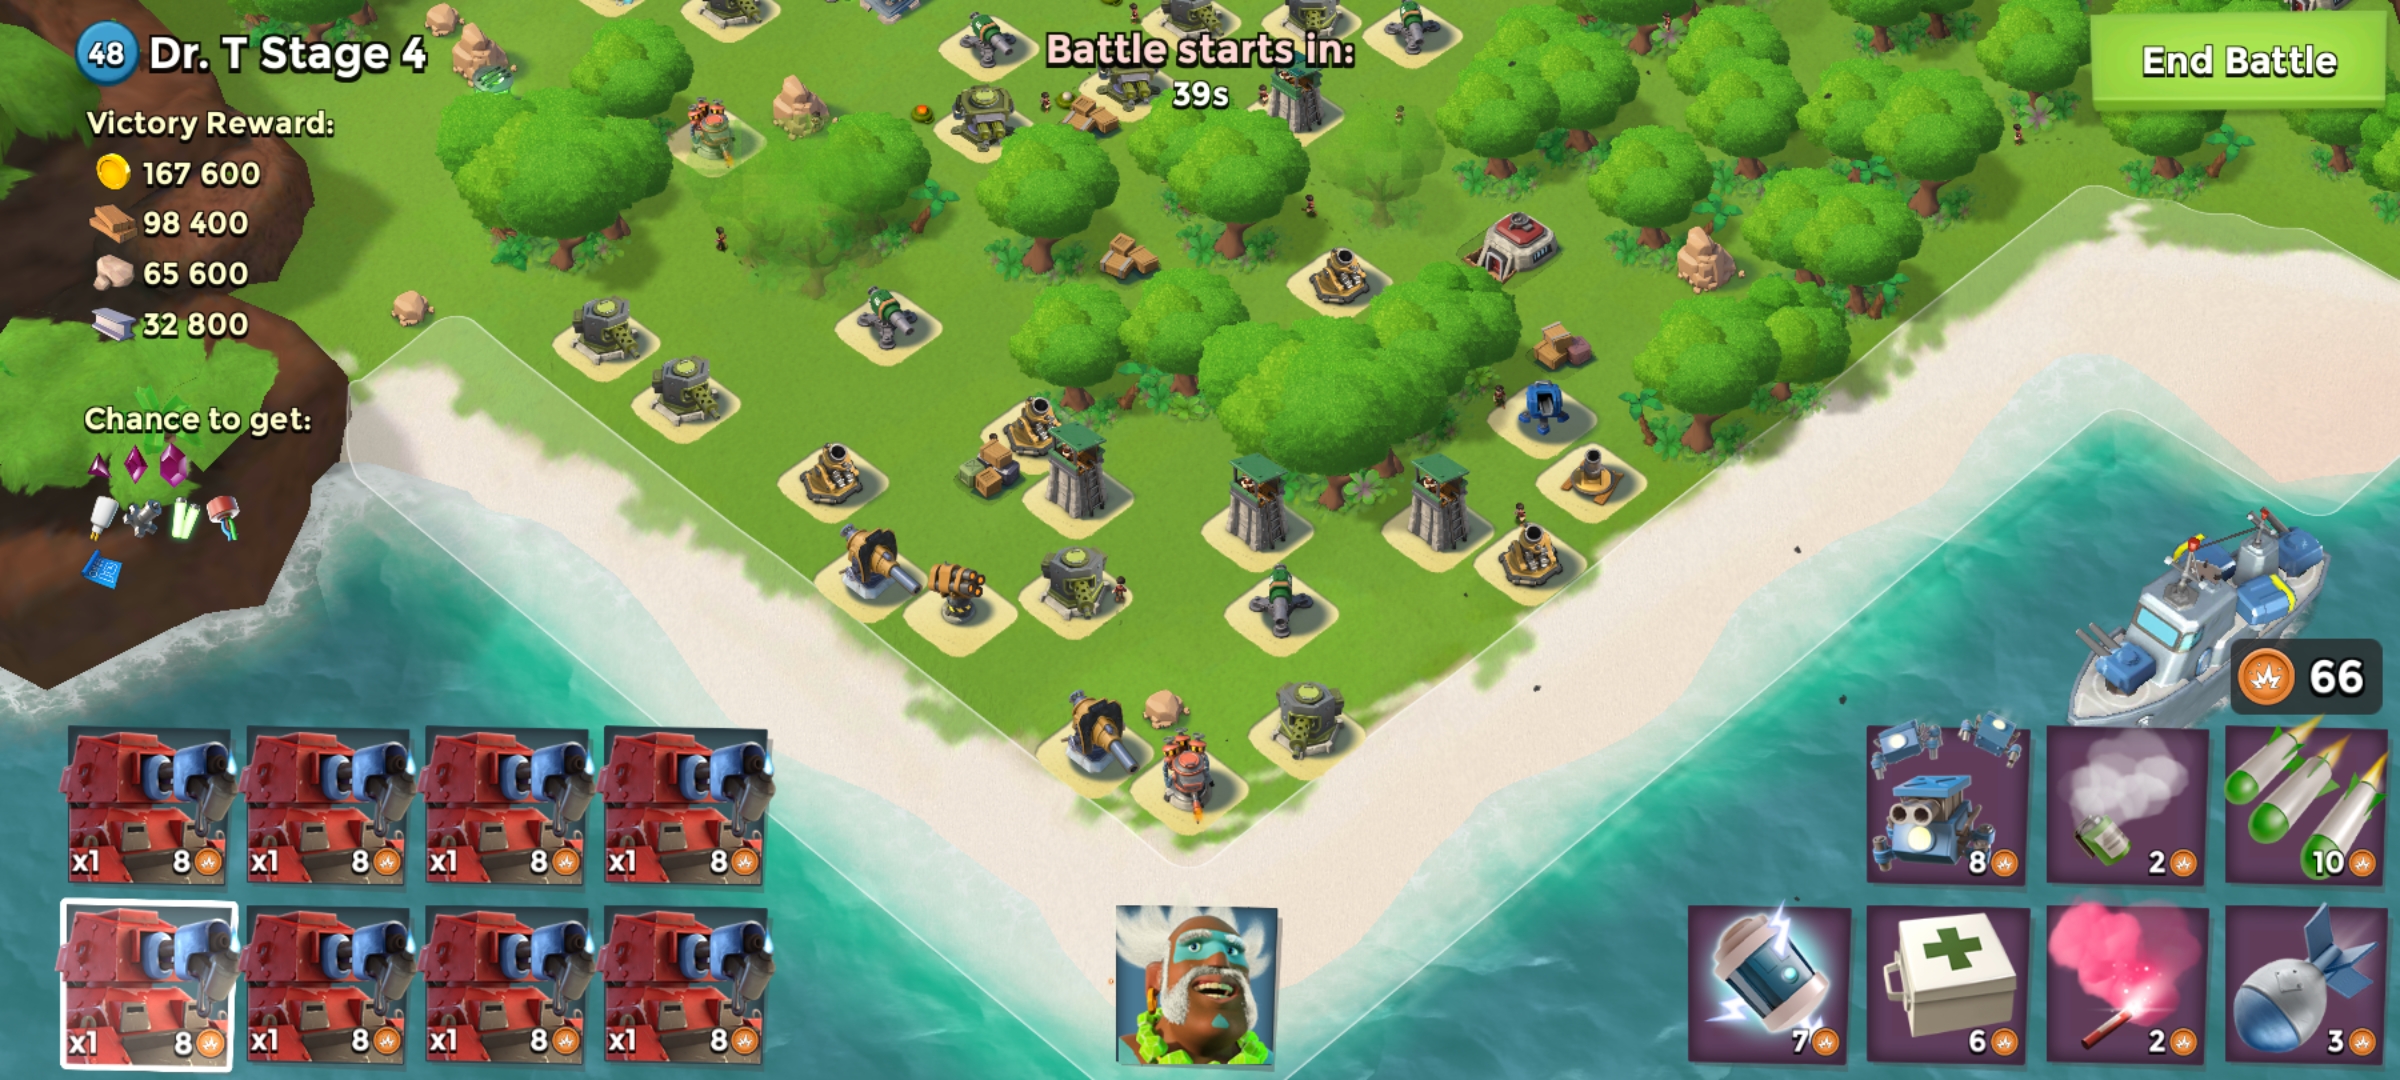 48 Dr. T Stage 4
Battle starts in:
39s
End Battle
Victory Reward:
167 600
98 400
65 600
32 800
Chance to get:
66
x1 8
x1 8
x1 8
x1 8
8
2
10
x1 8
x1 8
x1 8
x1 8
7
6
2
3